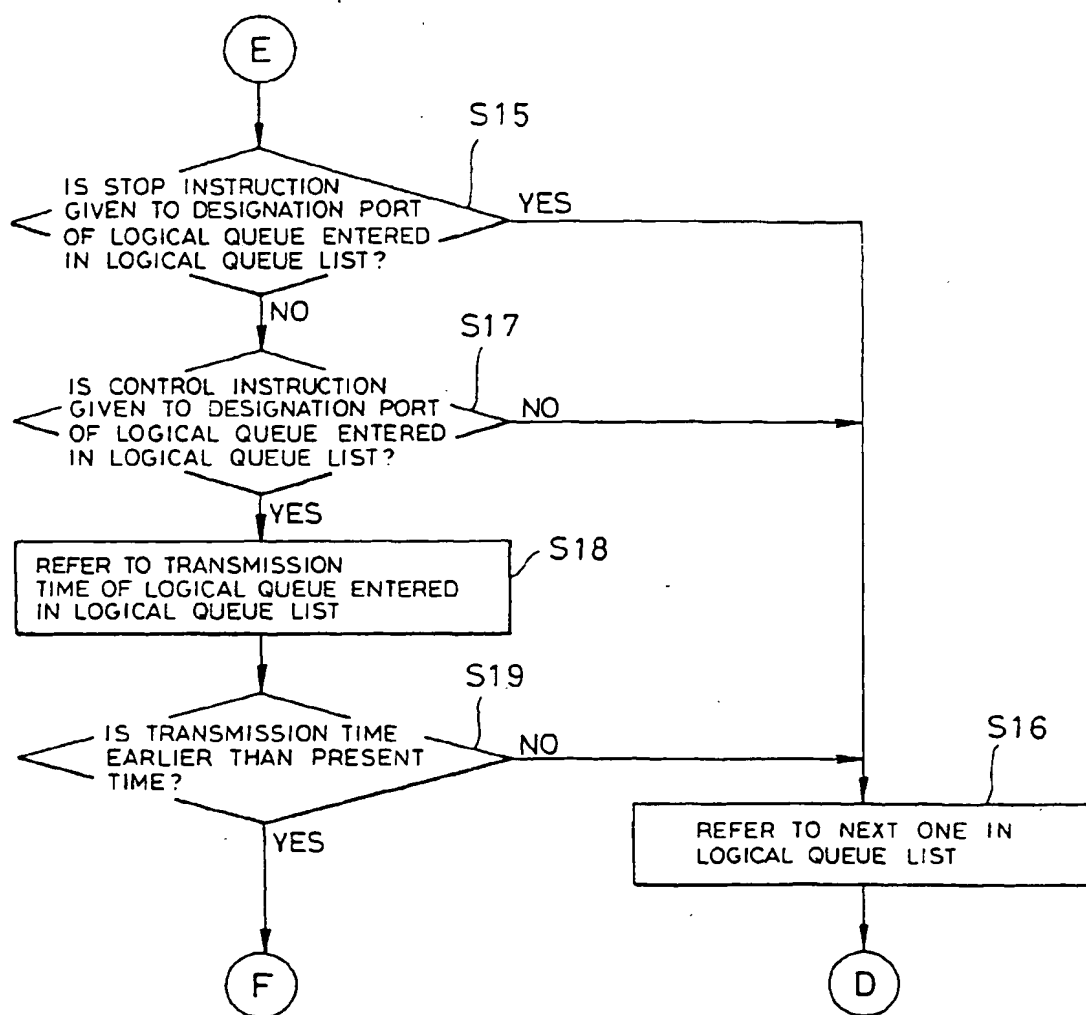 E
S15
IS STOP INSTRUCTION
GIVEN TO DESIGNATION PORT
OF LOGICAL QUEUE ENTERED
IN LOGICAL QUEUE LIST?
YES
NO
S17
IS CONTROL INSTRUCTION
GIVEN TO DESIGNATION PORT
OF LOGICAL QUEUE ENTERED
IN LOGICAL QUEUE LIST?
NO
YES
S18
REFER TO TRANSMISSION
TIME OF LOGICAL QUEUE ENTERED
IN LOGICAL QUEUE LIST
S19
IS TRANSMISSION TIME
EARLIER THAN PRESENT
TIME?
NO
YES
S16
REFER TO NEXT ONE IN
LOGICAL QUEUE LIST
F
D